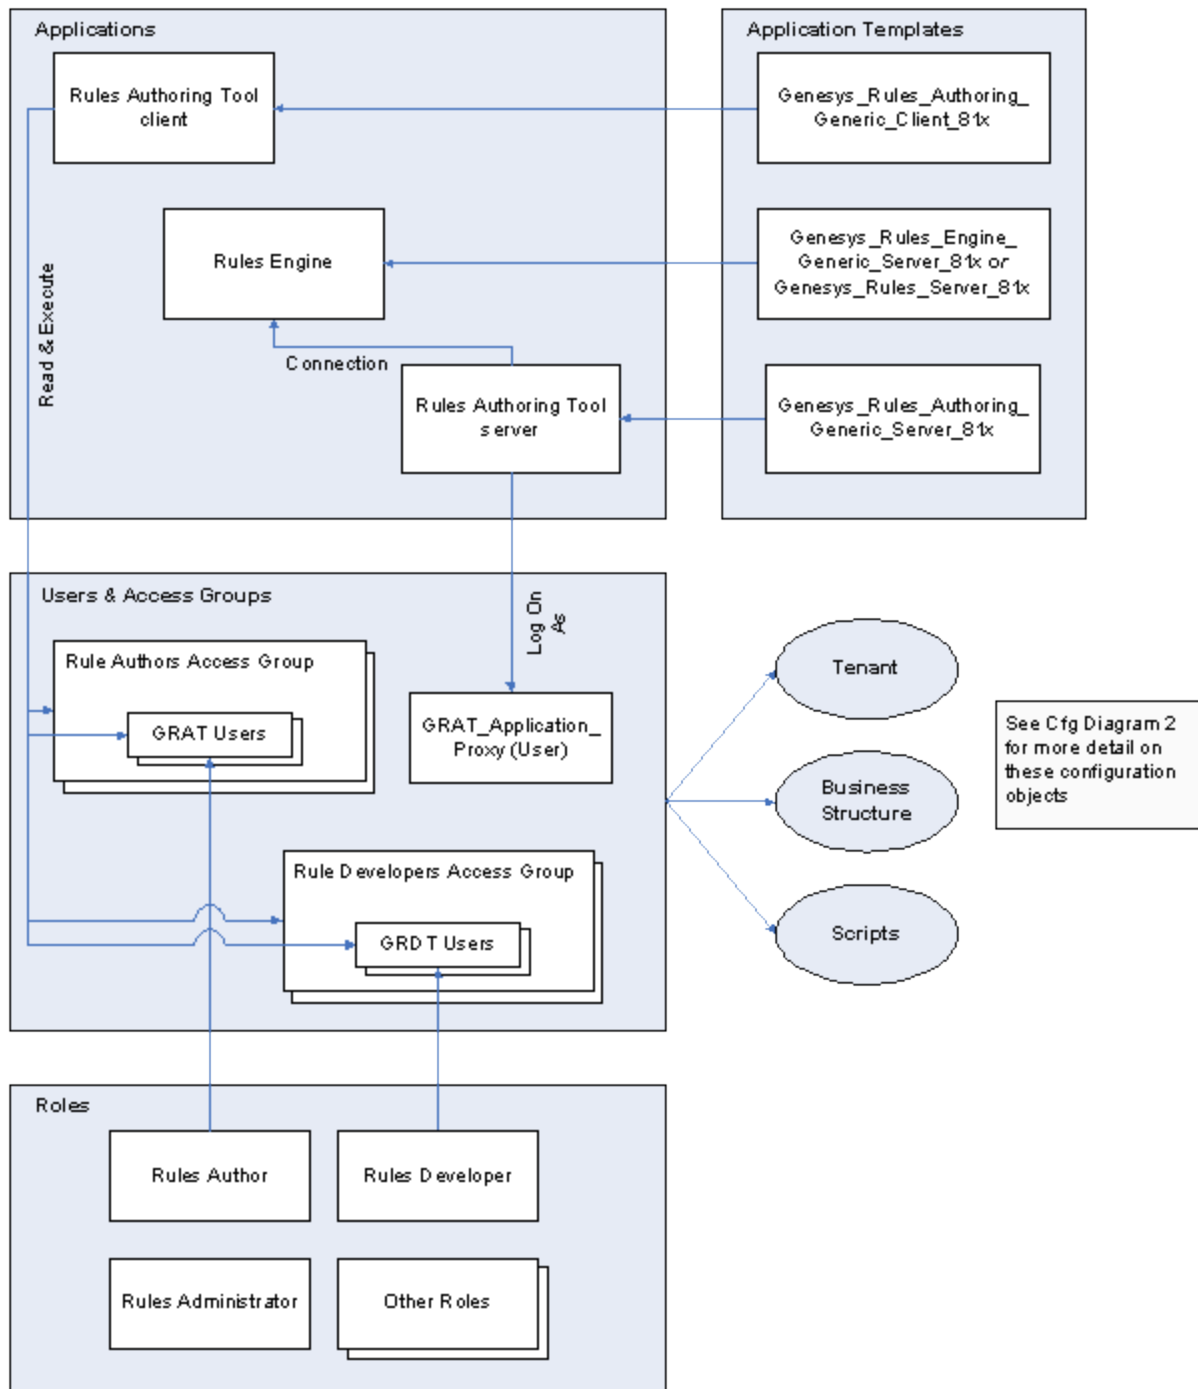 Applications
Application Templates
Rules Authoring Tool
client
Genesys_Rules_Authoring_
Generic_Client_81x
Rules Engine
Genesys_Rules_Engine_
Generic_Server_81x or
Genesys_Rules_Server_81x
Read & Execute
Connection
Rules Authoring Tool
server
Genesys_Rules_Authoring_
Generic_Server_81x
Users & Access Groups
Log On
As
Rule Authors Access Group
GRAT Users
GRAT_Application_
Proxy (User)
Tenant
See Cfg Diagram 2
for more detail on
these configuration
objects
Business
Structure
Rule Developers Access Group
GRDT Users
Scripts
Roles
Rules Author
Rules Developer
Rules Administrator
Other Roles